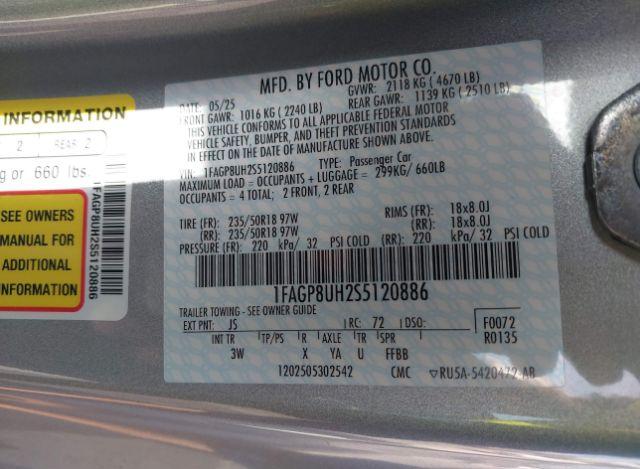 INFORMATION
2 REAR 2
g or 660 lbs.
SEE OWNERS
MANUAL FOR
ADDITIONAL
INFORMATION
1FAGP8UH2S5120886
MFD. BY FORD MOTOR CO.
DATE: 05/25 GVWR: 2118 KG ( 4670 LB)
FRONT GAWR: 1016 KG ( 2240 LB) REAR GAWR: 1139 KG ( 2510 LB)
THIS VEHICLE CONFORMS TO ALL APPLICABLE FEDERAL MOTOR
VEHICLE SAFETY, BUMPER, AND THEFT PREVENTION STANDARDS
IN EFFECT ON THE DATE OF MANUFACTURE SHOWN ABOVE.
VIN: 1FAGP8UH2S5120886 TYPE: Passenger Car
MAXIMUM LOAD = OCCUPANTS + LUGGAGE = 299KG/ 660LB
OCCUPANTS = 4 TOTAL; 2 FRONT, 2 REAR
TIRE (FR): 235/50R18 97W RIMS (FR): 18x8.0J
(RR): 235/50R18 97W (RR): 18x8.0J
PRESSURE (FR): 220 kPa/ 32 PSI COLD (RR): 220 kPa/ 32 PSI COLD
1FAGP8UH2S5120886
TRAILER TOWING - SEE OWNER GUIDE
EXT PNT: JS RC: 72 DSO: F0072
INT TR TP/PS R AXLE TR SPR R0135
3W X YA U FFBB
1202505302542 CMC ▽RU5A-5420472-AB